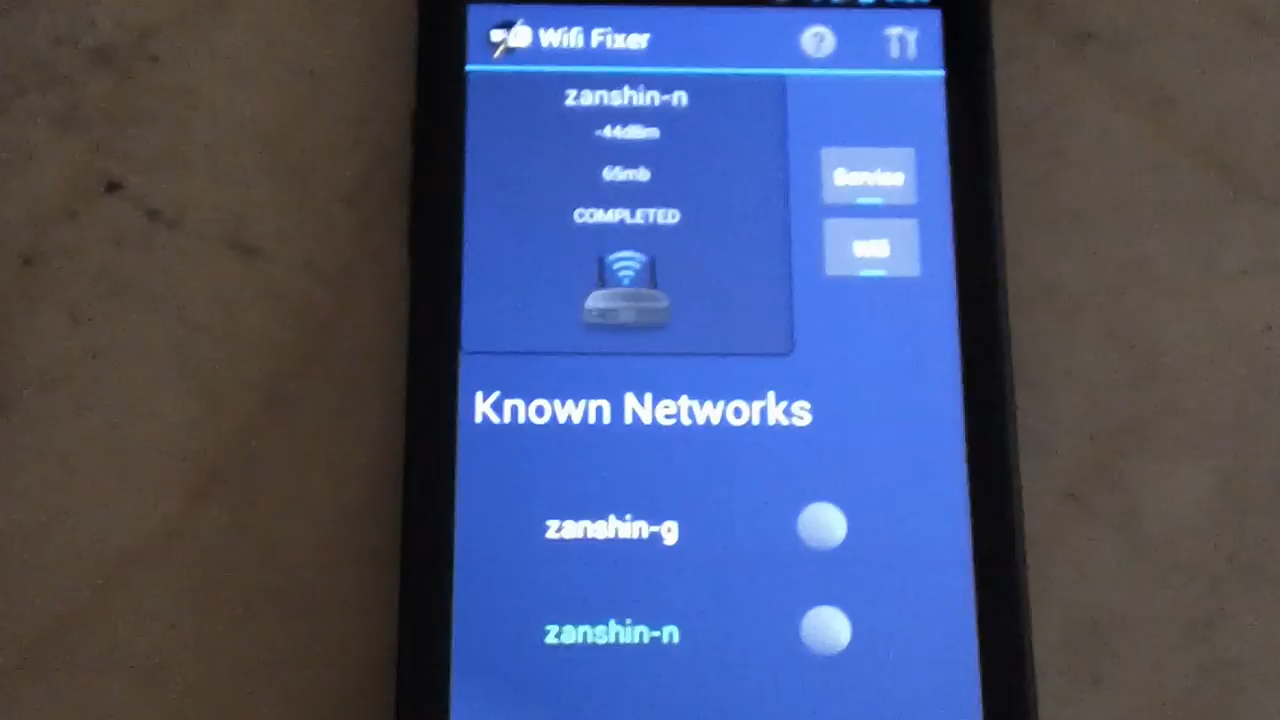 Wifi Fixer
?
zanshin-n
-44dBm
65mb
COMPLETED
Service
Wifi
Known Networks
zanshin-g
zanshin-n